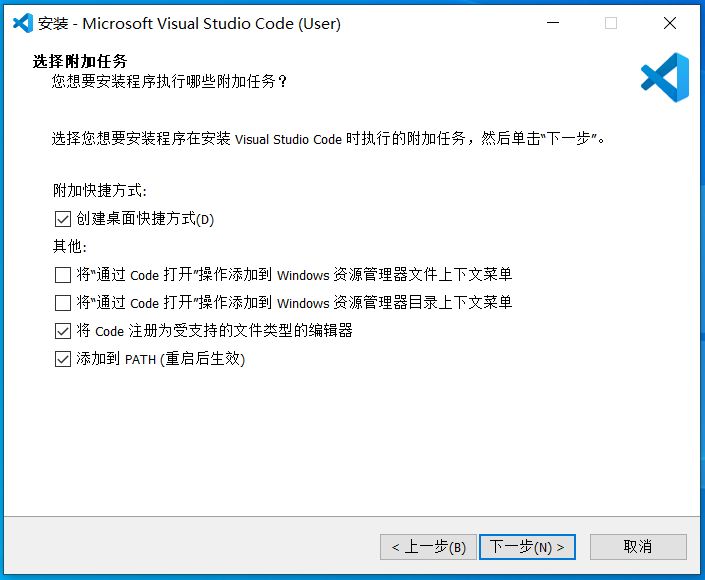 安装 - Microsoft Visual Studio Code (User)
选择附加任务
您想要安装程序执行哪些附加任务？
选择您想要安装程序在安装 Visual Studio Code 时执行的附加任务，然后单击“下一步”。
附加快捷方式:
创建桌面快捷方式(D)
其他:
将“通过 Code 打开”操作添加到 Windows 资源管理器文件上下文菜单
将“通过 Code 打开”操作添加到 Windows 资源管理器目录上下文菜单
将 Code 注册为受支持的文件类型的编辑器
添加到 PATH (重启后生效)
< 上一步(B) 下一步(N) > 取消